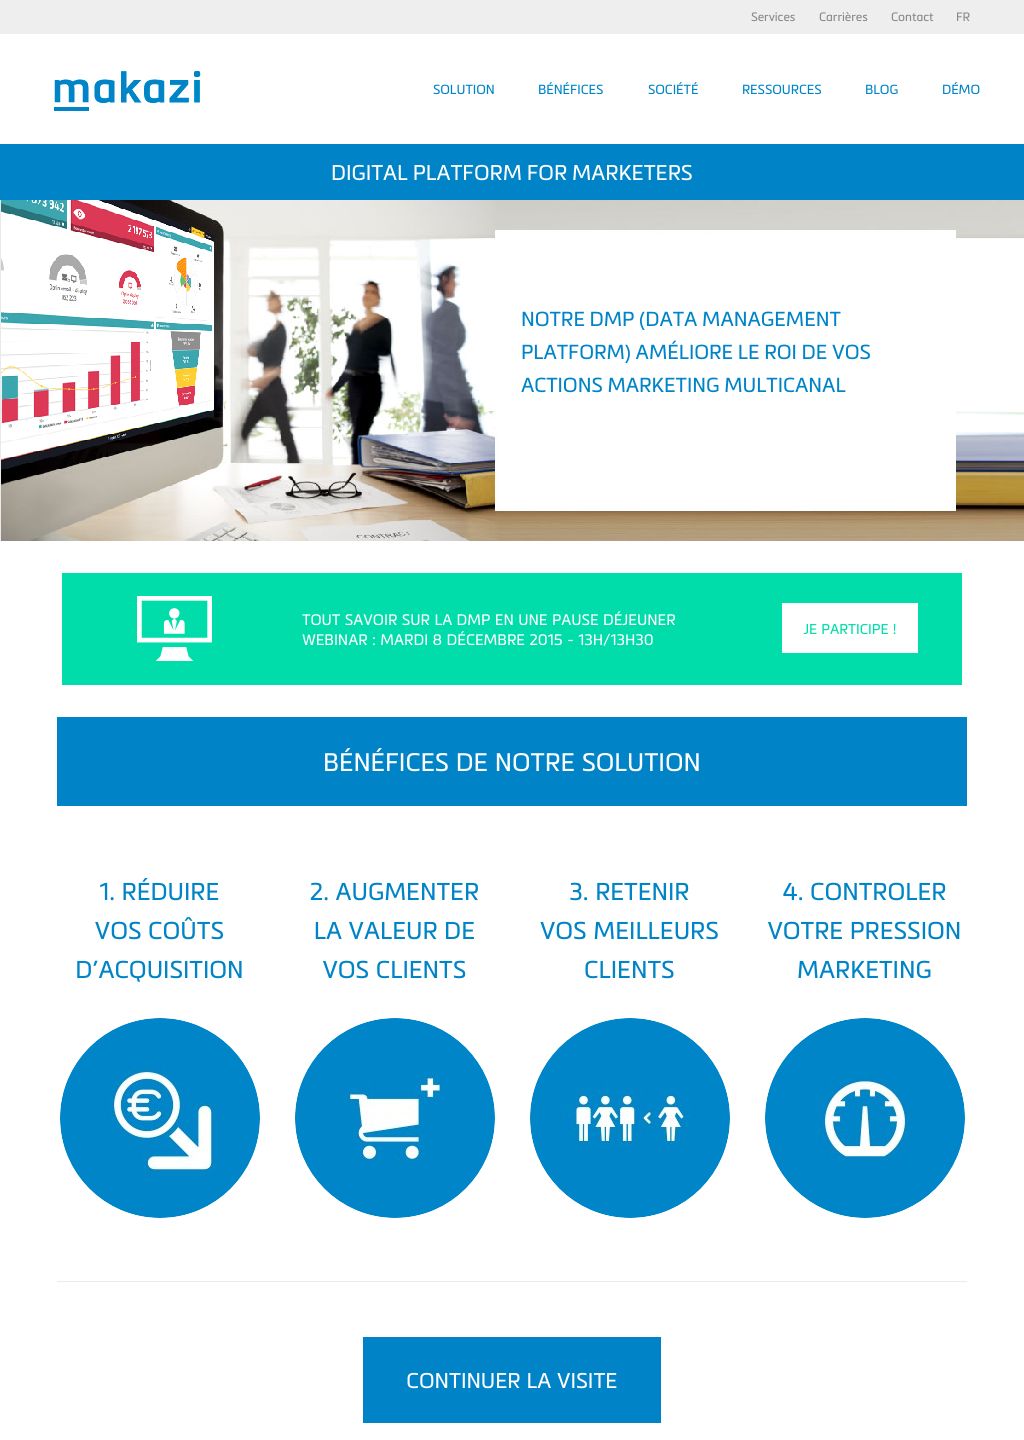 Services Carrières Contact FR
makazi
SOLUTION BÉNÉFICES SOCIÉTÉ RESSOURCES BLOG DÉMO
DIGITAL PLATFORM FOR MARKETERS
NOTRE DMP (DATA MANAGEMENT
PLATFORM) AMÉLIORE LE ROI DE VOS
ACTIONS MARKETING MULTICANAL
TOUT SAVOIR SUR LA DMP EN UNE PAUSE DÉJEUNER
WEBINAR : MARDI 8 DÉCEMBRE 2015 - 13H/13H30
JE PARTICIPE !
BÉNÉFICES DE NOTRE SOLUTION
1. RÉDUIRE
VOS COÛTS
D’ACQUISITION
2. AUGMENTER
LA VALEUR DE
VOS CLIENTS
3. RETENIR
VOS MEILLEURS
CLIENTS
4. CONTROLER
VOTRE PRESSION
MARKETING
€
CONTINUER LA VISITE